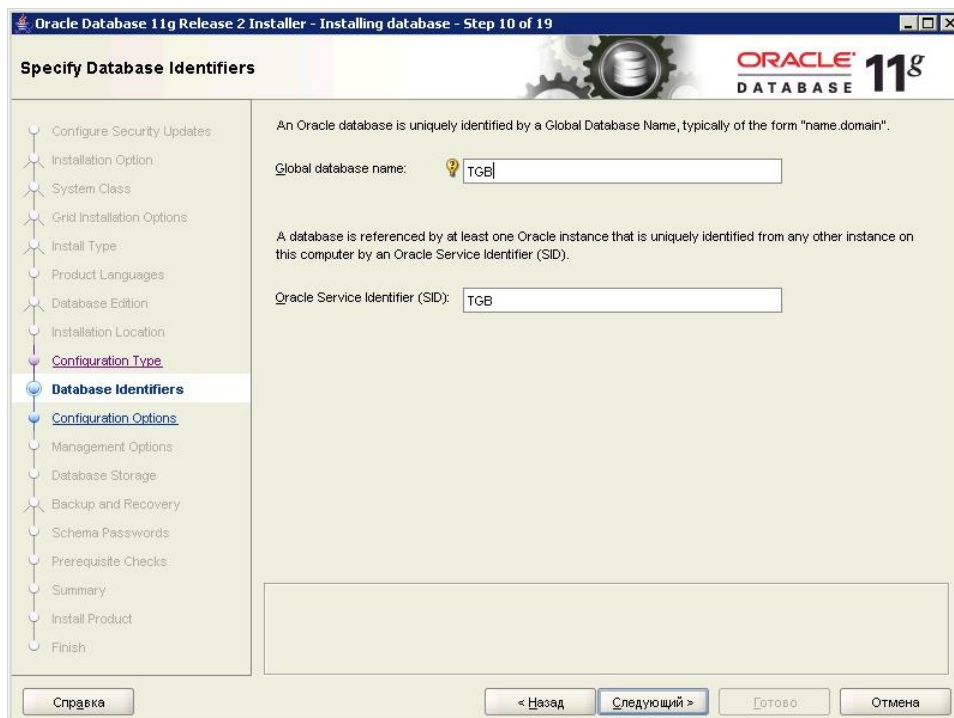 Oracle Database 11g Release 2 Installer - Installing database - Step 10 of 19
Specify Database Identifiers
ORACLE
DATABASE
11g
Configure Security Updates
Installation Option
System Class
Grid Installation Options
Install Type
Product Languages
Database Edition
Installation Location
Configuration Type
Database Identifiers
Configuration Options
Management Options
Database Storage
Backup and Recovery
Schema Passwords
Prerequisite Checks
Summary
Install Product
Finish
An Oracle database is uniquely identified by a Global Database Name, typically of the form "name.domain".
Global database name: TGB
A database is referenced by at least one Oracle instance that is uniquely identified from any other instance on
this computer by an Oracle Service Identifier (SID).
Oracle Service Identifier (SID): TGB
Справка
< Назад
Следующий >
Готово
Отмена